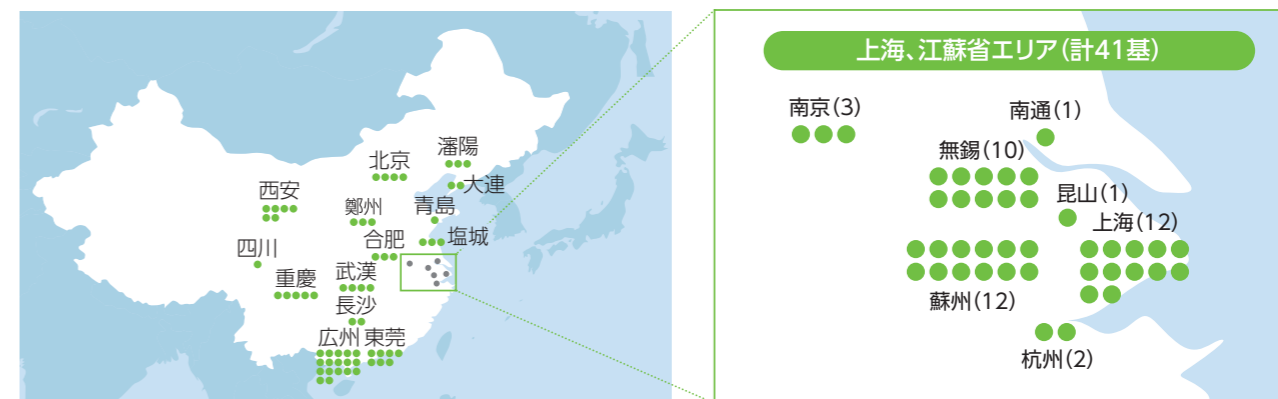 瀋陽
北京
大連
西安
鄭州
青島
塩城
合肥
四川
武漢
重慶
長沙
広州
東莞
上海、江蘇省エリア（計41基）
南京（3）
南通（1）
無錫（10）
昆山（1）
上海（12）
蘇州（12）
杭州（2）